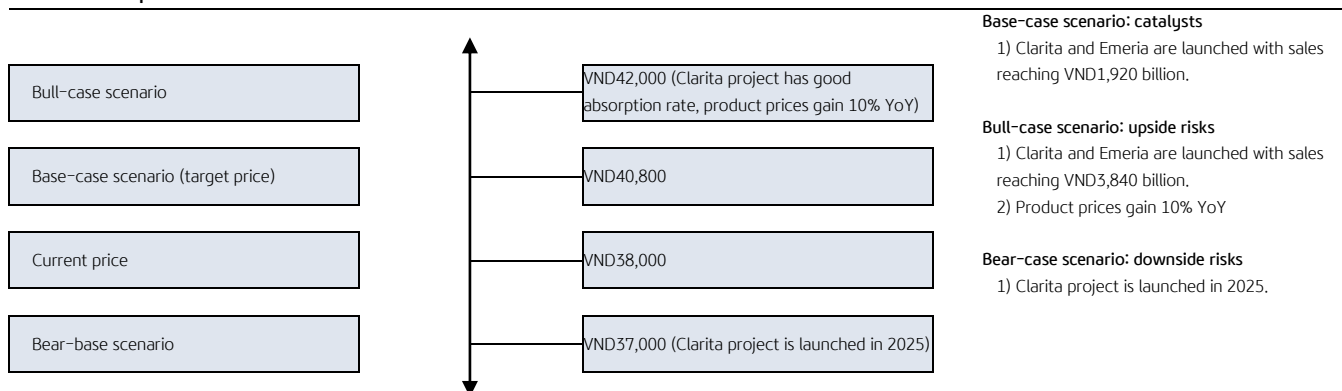 Bull-case scenario
VND42,000 (Clarita project has good
absorption rate, product prices gain 10% YoY)
Base-case scenario (target price)
VND40,800
Current price
VND38,000
Bear-base scenario
VND37,000 (Clarita project is launched in 2025)
Base-case scenario: catalysts
1) Clarita and Emeria are launched with sales
reaching VND1,920 billion.
Bull-case scenario: upside risks
1) Clarita and Emeria are launched with sales
reaching VND3,840 billion.
2) Product prices gain 10% YoY
Bear-case scenario: downside risks
1) Clarita project is launched in 2025.